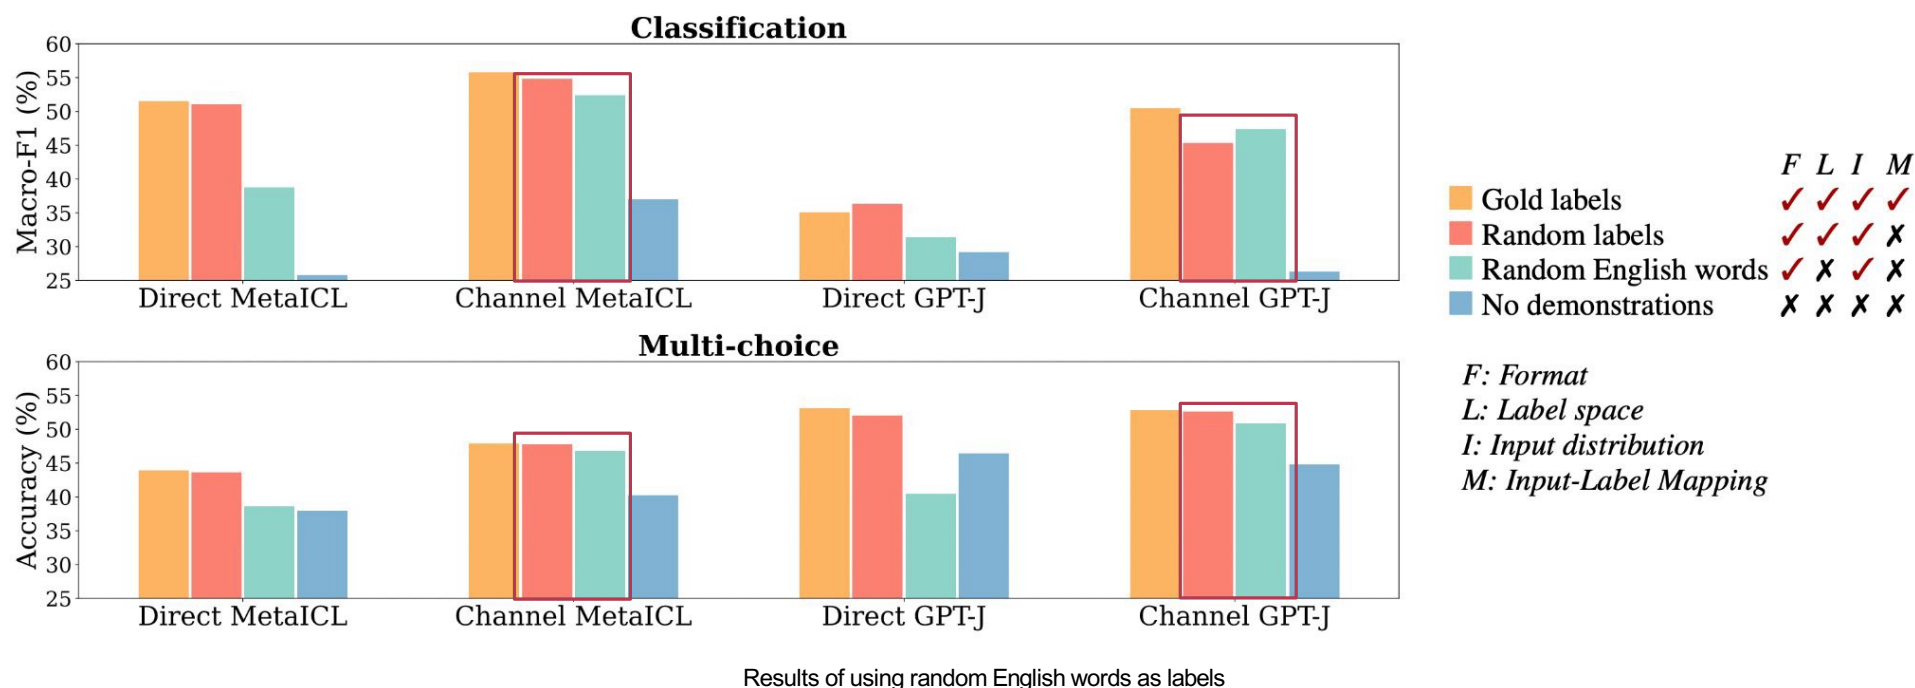 Classification
Macro-F1 (%)
60
55
50
45
40
35
30
25
Direct MetaICL
Channel MetaICL
Direct GPT-J
Channel GPT-J
Multi-choice
Accuracy (%)
60
55
50
45
40
35
30
25
Direct MetaICL
Channel MetaICL
Direct GPT-J
Channel GPT-J
F L I M
Gold labels ✓ ✓ ✓ ✓
Random labels ✓ ✓ ✓ ✗
Random English words ✓ ✗ ✓ ✗
No demonstrations ✗ ✗ ✗ ✗
F: Format
L: Label space
I: Input distribution
M: Input-Label Mapping
Results of using random English words as labels